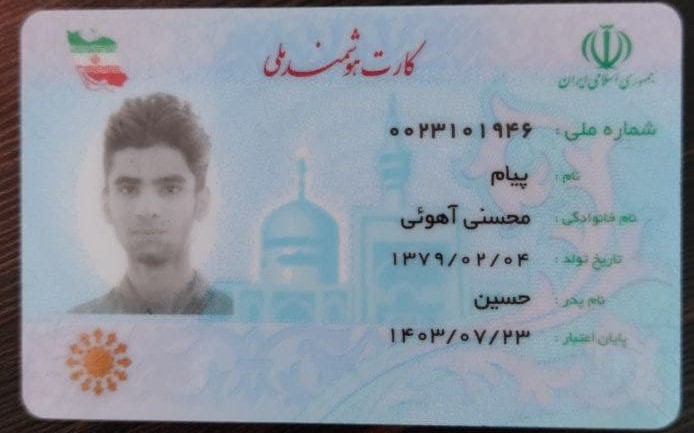 کارت هوشمند ملی
جمهوری اسلامی ایران
شماره ملی : ۰۰۲۳۱۰۱۹۴۶
نام : پیام
نام خانوادگی : محسنی آهوئی
تاریخ تولد : ۱۳۷۹/۰۲/۰۴
نام پدر : حسین
پایان اعتبار : ۱۴۰۳/۰۷/۲۳